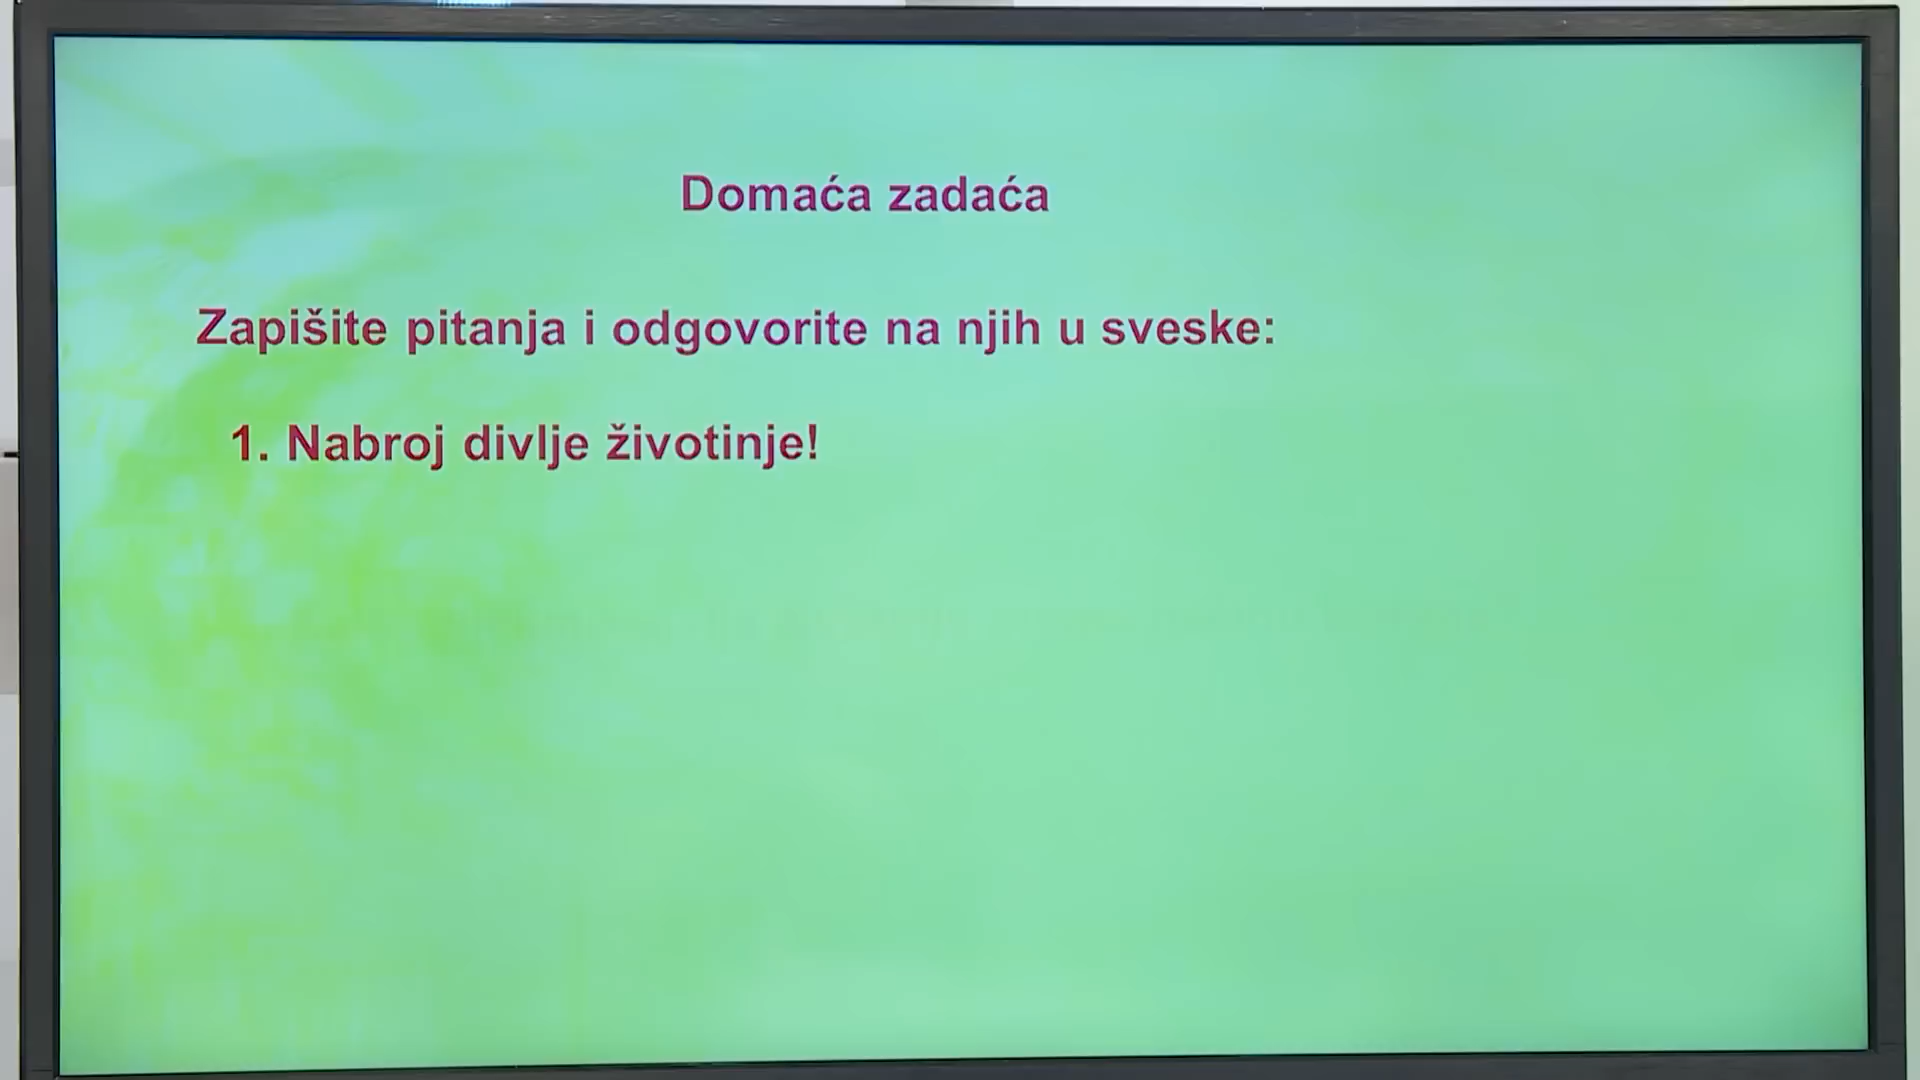 Domaća zadaća
Zapišite pitanja i odgovorite na njih u sveske:
1. Nabroj divlje životinje!